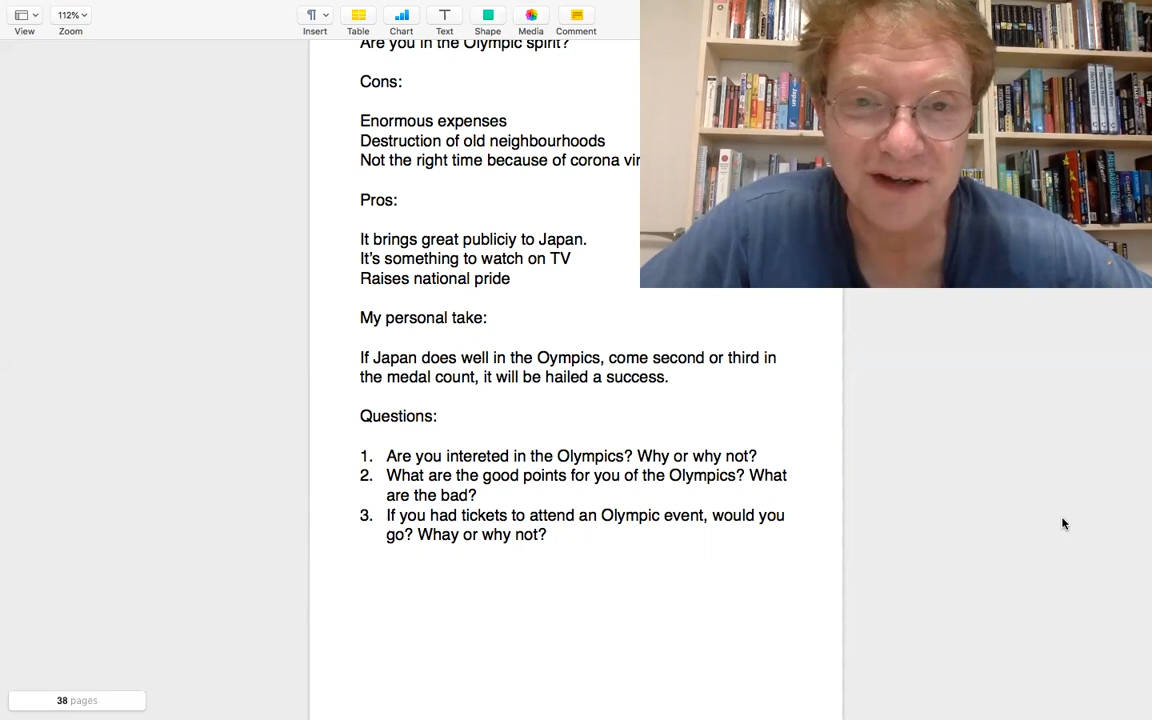 112%
View
Zoom
Insert
Table
Chart
Text
Shape
Media
Comment
Are you in the Olympic spirit?
Cons:
Enormous expenses
Destruction of old neighbourhoods
Not the right time because of corona vir
Pros:
It brings great publiciy to Japan.
It's something to watch on TV
Raises national pride
My personal take:
If Japan does well in the Oympics, come second or third in
the medal count, it will be hailed a success.
Questions:
1. Are you intereted in the Olympics? Why or why not?
2. What are the good points for you of the Olympics? What
are the bad?
3. If you had tickets to attend an Olympic event, would you
go? Whay or why not?
38 pages
Japan